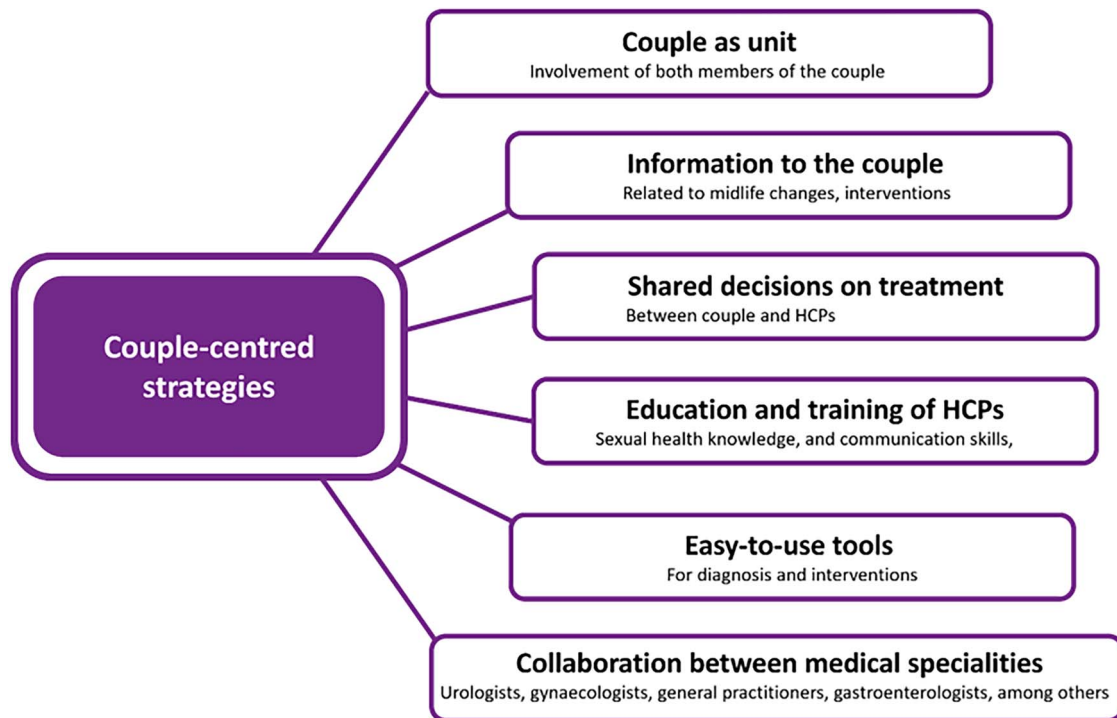 Couple as unit
Involvement of both members of the couple
Information to the couple
Related to midlife changes, interventions
Shared decisions on treatment
Between couple and HCPs
Couple-centred
strategies
Education and training of HCPs
Sexual health knowledge, and communication skills,
Easy-to-use tools
For diagnosis and interventions
Collaboration between medical specialities
Urologists, gynaecologists, general practitioners, gastroenterologists, among others